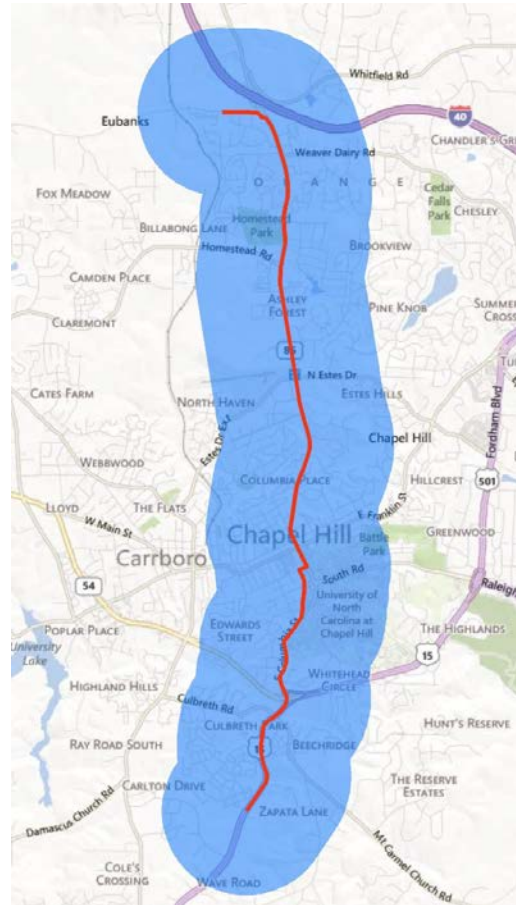 Whitfield Rd
Eubanks
40
CHANDLER'S GR
Weaver Dairy Rd
ORANGE
FOX MEADOW
CEDAR
FALLS
PARK
CHESLEY
BILLABONG LANE
Homestead
Park
Homestead Rd
BROOKVIEW
CAMDEN PLACE
ASHLEY
FOREST
PINE KNOB
SUMMER
CROSS
CLAREMONT
86
N Estes Dr
CATES FARM
NORTH HAVEN
ESTES HILLS
Fordham Blvd
Chapel Hill
Estes Dr Ext
WEBBWOOD
COLUMBIA PLACE
HILLCREST
501
LLOYD
THE FLATS
E Franklin St
W Main St
Chapel Hill
Battle
Park
GREENWOOD
Carrboro
South Rd
Raleig
54
University of
North
Carolina at
Chapel Hill
EDWARDS
STREET
S Columbia St
THE HIGHLANDS
POPLAR PLACE
University
Lake
15
WHITEHEAD
CIRCLE
HIGHLAND HILLS
Culbreth Rd
CULBRETH PARK
HUNT'S RESERVE
RAY ROAD SOUTH
BEECHRIDGE
CARLTON DRIVE
THE RESERVE
ESTATES
ZAPATA LANE
Damascus Church Rd
Mt Carmel Church Rd
COLE'S
CROSSING
WAVE ROAD